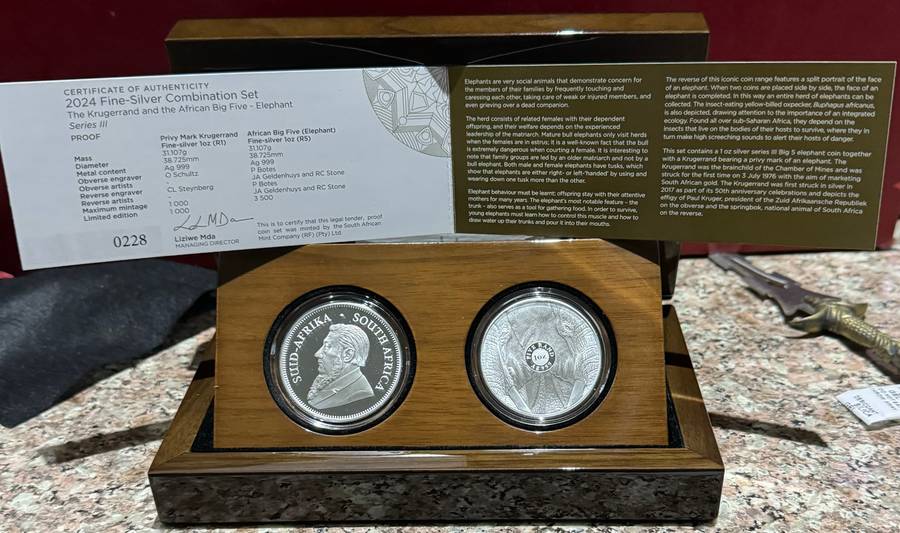 CERTIFICATE OF AUTHENTICITY
2024 Fine-Silver Combination Set
The Krugerrand and the African Big Five – Elephant
Series III
PROOF
Privy Mark Krugerrand African Big Five (Elephant)
Fine-silver 1oz (R1) Fine-silver 1oz (R5)
Mass 31.107g 31.107g
Diameter 38.725mm 38.725mm
Metal content Ag 999 Ag 999
Obverse engraver O Schultz P Botes
Obverse artists - JA Geldenhuys and RC Stone
Reverse engraver CL Steynberg P Botes
Reverse artists - JA Geldenhuys and RC Stone
Maximum mintage 1 000 3 500
Limited edition 1 000
0228
Liziwe Mda
MANAGING DIRECTOR
This is to certify that this legal tender, proof
coin set was minted by the South African
Mint Company (RF) (Pty) Ltd.
Elephants are very social animals that demonstrate concern for
the members of their families by frequently touching and
caressing each other, taking care of weak or injured members, and
even grieving over a dead companion.
The herd consists of related females with their dependent
offspring, and their welfare depends on the experienced
leadership of the matriarch. Mature bull elephants only visit herds
when the females are in estrus; it is a well-known fact that the bull
is extremely dangerous when courting a female. It is interesting to
note that family groups are led by an older matriarch and not by a
bull elephant. Both male and female elephants have tusks, which
show that elephants are either right- or left-'handed' by using and
wearing down one tusk more than the other.
Elephant behaviour must be learnt; offspring stay with their attentive
mothers for many years. The elephant's most notable feature – the
trunk – also serves as a tool for gathering food. In order to survive,
young elephants must learn how to control this muscle and how to
draw water up their trunks and pour it into their mouths.
The reverse of this iconic coin range features a split portrait of the face
of an elephant. When two coins are placed side by side, the face of an
elephant is completed. In this way an entire herd of elephants can be
collected. The insect-eating yellow-billed oxpecker, Buphagus africanus,
is also depicted, drawing attention to the importance of an integrated
ecology. Found all over sub-Saharan Africa, they depend on the
insects that live on the bodies of their hosts to survive, where they in
turn make high screeching sounds to alert their hosts of danger.
This set contains a 1 oz silver series III Big 5 elephant coin together
with a Krugerrand bearing a privy mark of an elephant. The
Krugerrand was the brainchild of the Chamber of Mines and was
struck for the first time on 3 July 1976 with the aim of marketing
South African gold. The Krugerrand was first struck in silver in
2017 as part of its 50th anniversary celebrations and depicts the
effigy of Paul Kruger, president of the Zuid Afrikaansche Republiek
on the obverse and the springbok, national animal of South Africa
on the reverse.
SUID-AFRIKA SOUTH AFRICA
FIVE RAND
1OZ